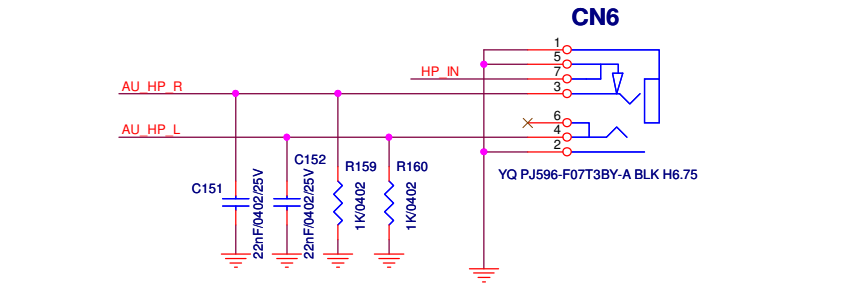 CN6
1
5
HP_IN
7
AU_HP_R
3
6
AU_HP_L
4
2
YQ PJ596-F07T3BY-A BLK H6.75
C151
22nF/0402/25V
C152
22nF/0402/25V
R159
1K/0402
R160
1K/0402